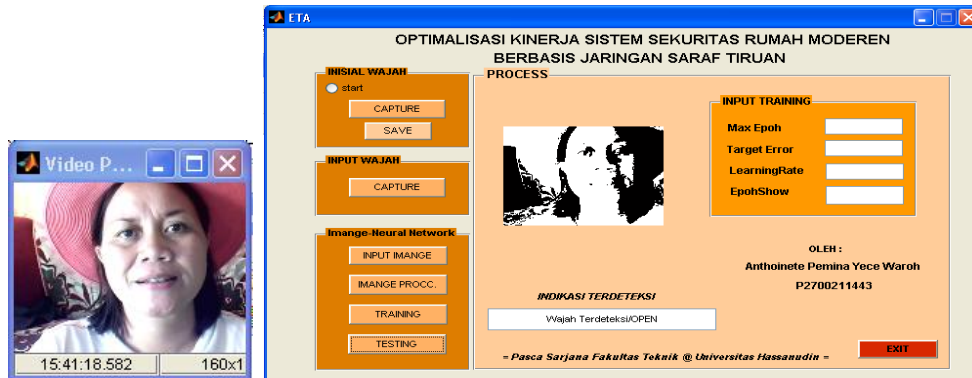 Video P...
15:41:18.582 160x1
ETA
OPTIMALISASI KINERJA SISTEM SEKURITAS RUMAH MODEREN
BERBASIS JARINGAN SARAF TIRUAN
INISIAL WAJAH
start
CAPTURE
SAVE
INPUT WAJAH
CAPTURE
Imange-Neural Network
INPUT IMANGE
IMANGE PROCC.
TRAINING
TESTING
PROCESS
INPUT TRAINING
Max Epoh
Target Error
LearningRate
EpohShow
OLEH :
Anthoinete Pemina Yece Waroh
P2700211443
INDIKASI TERDETEKSI
Wajah Terdeteksi/OPEN
EXIT
= Pasca Sarjana Fakultas Teknik @ Universitas Hassanudin =